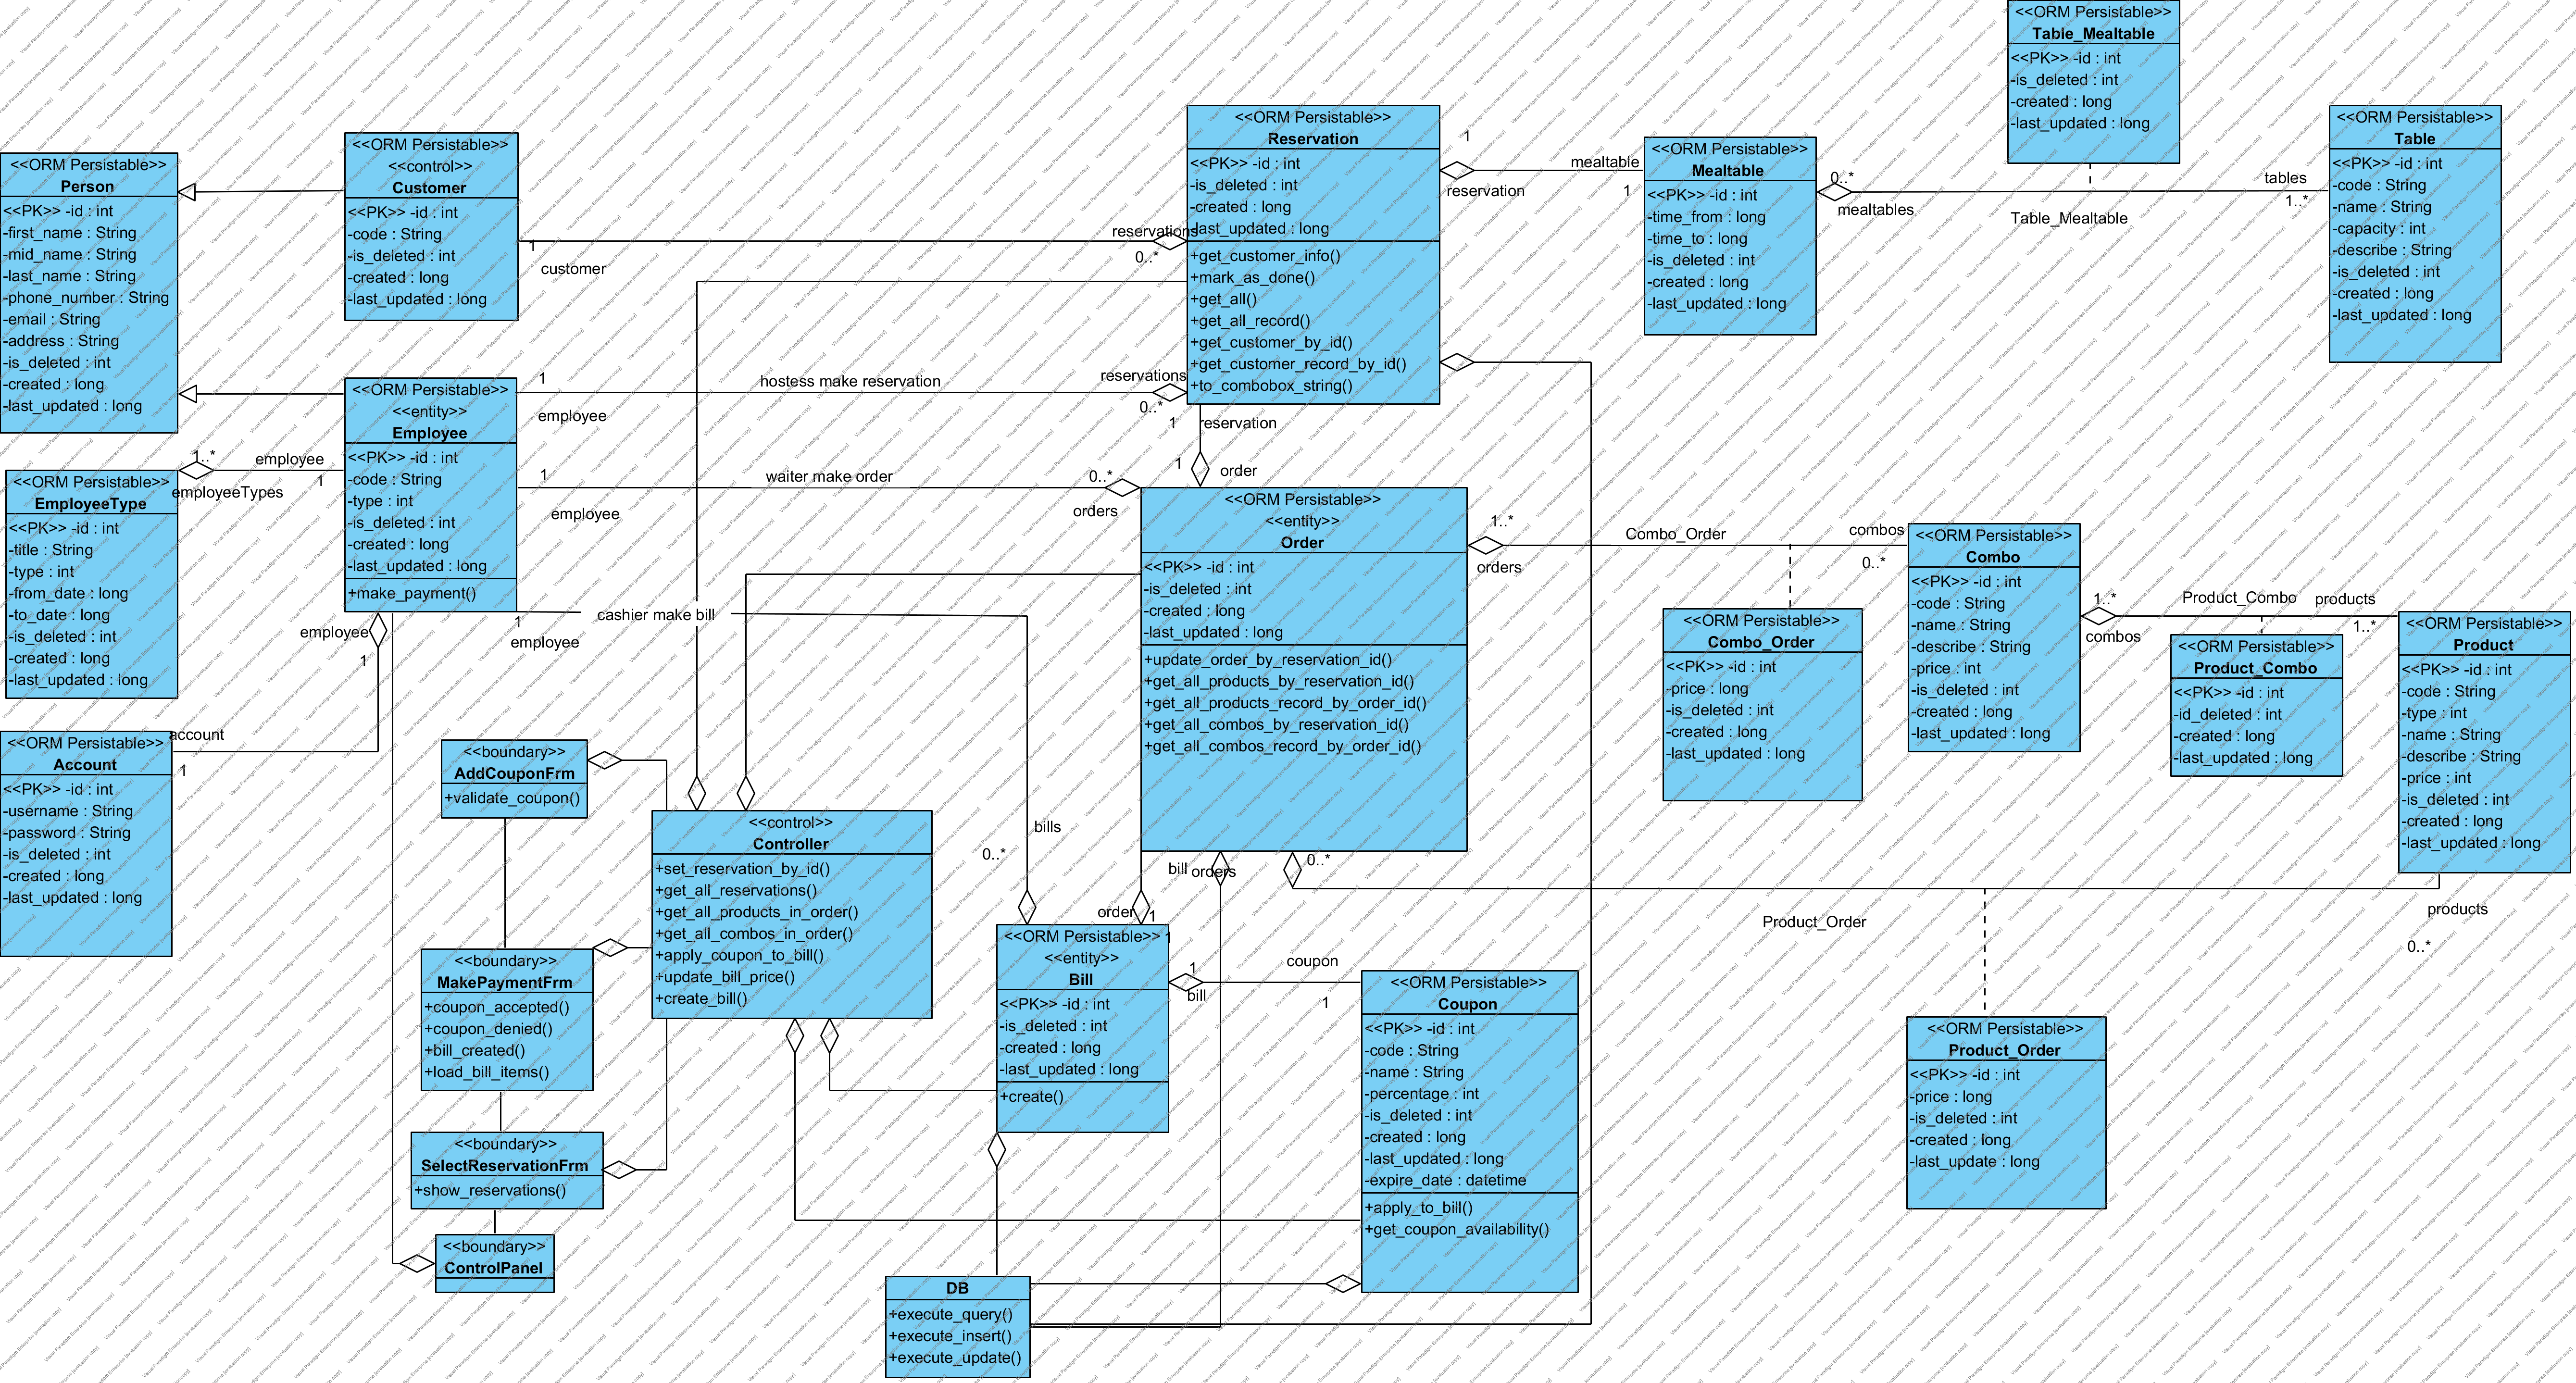 <<ORM Persistable>>
Table_Mealtable
<<PK>> -id : int
-is_deleted : int
-created : long
-last_updated : long
<<ORM Persistable>>
Person
<<PK>> -id : int
-first_name : String
-mid_name : String
-last_name : String
-phone_number : String
-email : String
-address : String
-is_deleted : int
-created : long
-last_updated : long
<<ORM Persistable>>
<<control>>
Customer
<<PK>> -id : int
-code : String
-is_deleted : int
-created : long
-last_updated : long
1
customer
reservations
0..*
<<ORM Persistable>>
Reservation
<<PK>> -id : int
-is_deleted : int
-created : long
-last_updated : long
+get_customer_info()
+mark_as_done()
+get_all()
+get_all_record()
+get_customer_by_id()
+get_customer_record_by_id()
+to_combobox_string()
1
reservation
mealtable
1
<<ORM Persistable>>
Mealtable
<<PK>> -id : int
-time_from : long
-time_to : long
-is_deleted : int
-created : long
-last_updated : long
0..*
mealtables
Table_Mealtable
tables
1..*
<<ORM Persistable>>
Table
<<PK>> -id : int
-code : String
-name : String
-capacity : int
-describe : String
-is_deleted : int
-created : long
-last_updated : long
<<ORM Persistable>>
<<entity>>
Employee
<<PK>> -id : int
-code : String
-type : int
-is_deleted : int
-created : long
-last_updated : long
+make_payment()
1
employee
hostess make reservation
reservations
0..*
1
reservation
1
order
1
employee
waiter make order
0..*
orders
1..*
employeeTypes
employee
1
<<ORM Persistable>>
EmployeeType
<<PK>> -id : int
-title : String
-type : int
-from_date : long
-to_date : long
-is_deleted : int
-created : long
-last_updated : long
employee
1
1
employee
cashier make bill
bills
0..*
account
1
<<ORM Persistable>>
Account
<<PK>> -id : int
-username : String
-password : String
-is_deleted : int
-created : long
-last_updated : long
<<ORM Persistable>>
<<entity>>
Order
<<PK>> -id : int
-is_deleted : int
-created : long
-last_updated : long
+update_order_by_reservation_id()
+get_all_products_by_reservation_id()
+get_all_products_record_by_order_id()
+get_all_combos_by_reservation_id()
+get_all_combos_record_by_order_id()
1..*
orders
Combo_Order
combos
0..*
<<ORM Persistable>>
Combo_Order
<<PK>> -id : int
-price : long
-is_deleted : int
-created : long
-last_updated : long
<<ORM Persistable>>
Combo
<<PK>> -id : int
-code : String
-name : String
-describe : String
-price : int
-is_deleted : int
-created : long
-last_updated : long
1..*
combos
Product_Combo
products
1..*
<<ORM Persistable>>
Product_Combo
<<PK>> -id : int
-id_deleted : int
-created : long
-last_updated : long
<<ORM Persistable>>
Product
<<PK>> -id : int
-code : String
-type : int
-name : String
-describe : String
-price : int
-is_deleted : int
-created : long
-last_updated : long
<<boundary>>
AddCouponFrm
+validate_coupon()
<<control>>
Controller
+set_reservation_by_id()
+get_all_reservations()
+get_all_products_in_order()
+get_all_combos_in_order()
+apply_coupon_to_bill()
+update_bill_price()
+create_bill()
<<boundary>>
MakePaymentFrm
+coupon_accepted()
+coupon_denied()
+bill_created()
+load_bill_items()
<<boundary>>
SelectReservationFrm
+show_reservations()
<<boundary>>
ControlPanel
bill
orders
0..*
order
1
1
<<ORM Persistable>>
<<entity>>
Bill
<<PK>> -id : int
-is_deleted : int
-created : long
-last_updated : long
+create()
1
bill
coupon
1
<<ORM Persistable>>
Coupon
<<PK>> -id : int
-code : String
-name : String
-percentage : int
-is_deleted : int
-created : long
-last_updated : long
-expire_date : datetime
+apply_to_bill()
+get_coupon_availability()
Product_Order
products
0..*
<<ORM Persistable>>
Product_Order
<<PK>> -id : int
-price : long
-is_deleted : int
-created : long
-last_update : long
DB
+execute_query()
+execute_insert()
+execute_update()
Visual Paradigm Enterprise [evaluation copy]